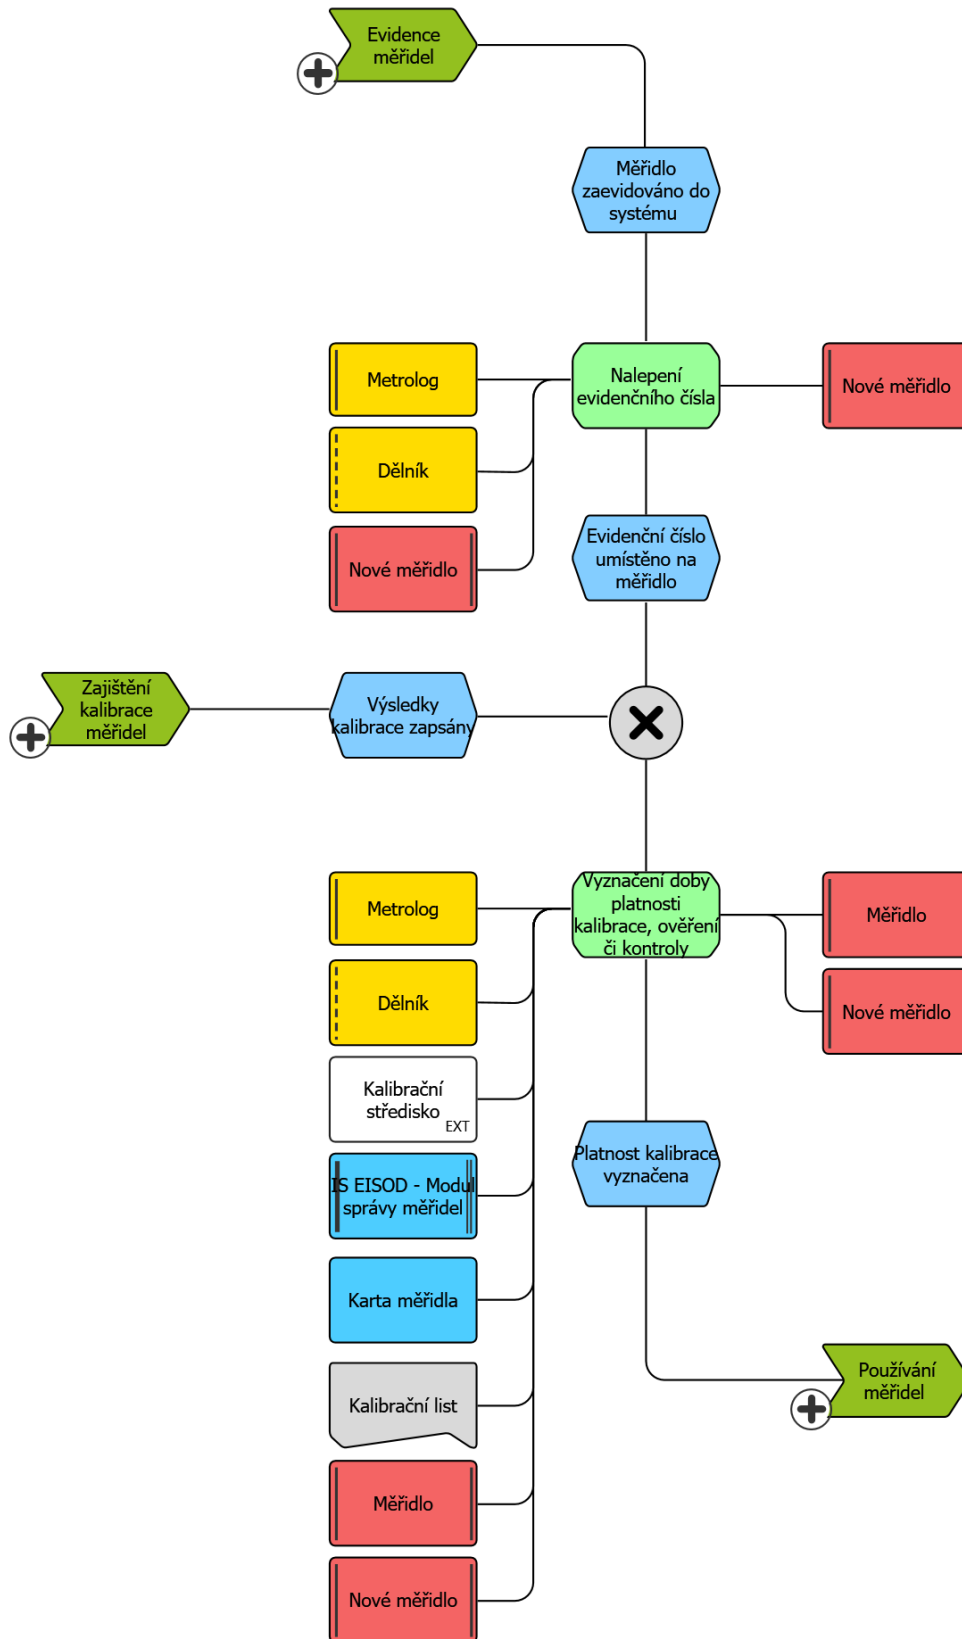 Evidence
měřidel
Měřidlo
zaevidováno do
systému
Metrolog
Nalepení
evidenčního čísla
Nové měřidlo
Dělník
Nové měřidlo
Evidenční číslo
umístěno na
měřidlo
Zajištění
kalibrace
měřidel
Výsledky
kalibrace zapsány
Metrolog
Vyznačení doby
platnosti
kalibrace, ověření
či kontroly
Měřidlo
Dělník
Nové měřidlo
Kalibrační
středisko
EXT
Platnost kalibrace
vyznačena
IS EISOD - Modul
správy měřidel
Karta měřidla
Používání
měřidel
Kalibrační list
Měřidlo
Nové měřidlo